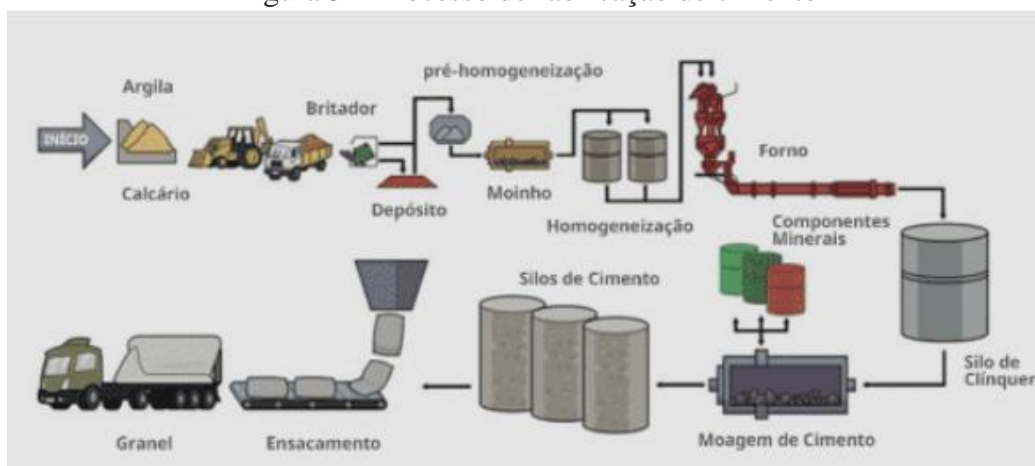 pré-homogeneização
Argila
Britador
INÍCIO
Forno
Calcário
Depósito
Moinho
Homogeneização
Componentes
Minerais
Silos de Cimento
Silo de
Clínquer
Granel
Ensacamento
Moagem de Cimento